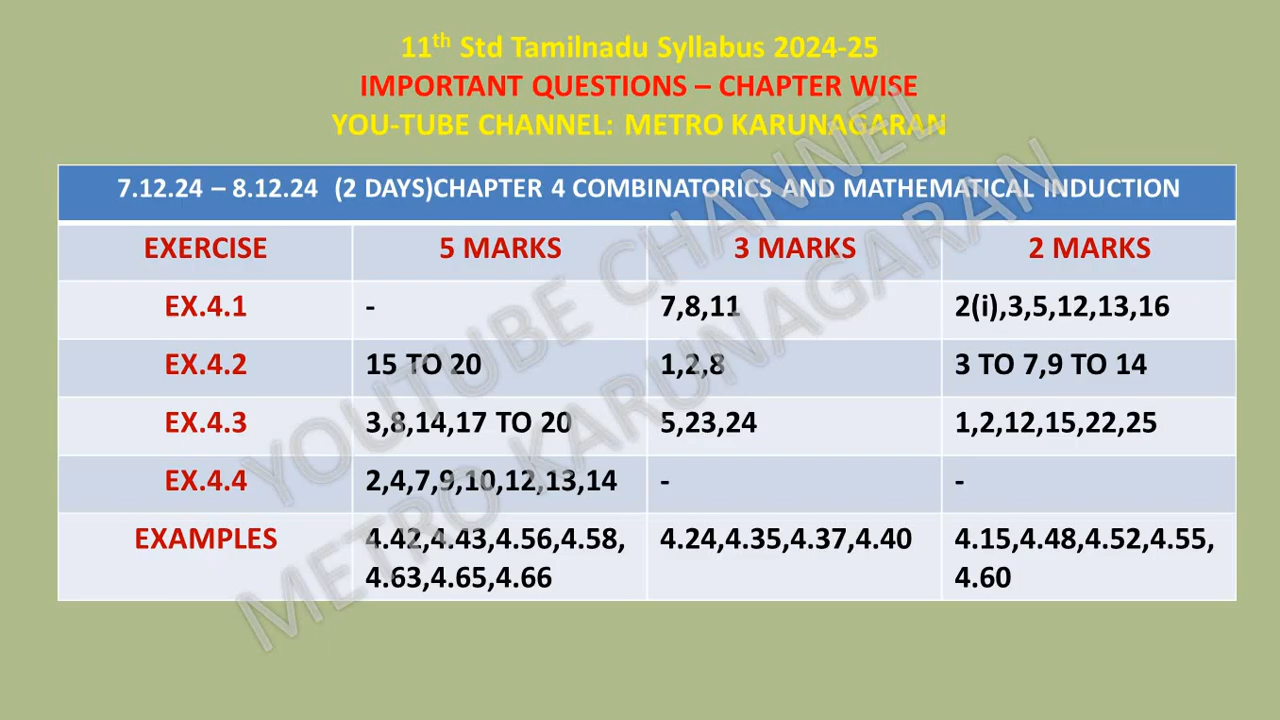 11th Std Tamilnadu Syllabus 2024-25
IMPORTANT QUESTIONS – CHAPTER WISE
YOU-TUBE CHANNEL: METRO KARUNAGARAN
7.12.24 – 8.12.24 (2 DAYS)CHAPTER 4 COMBINATORICS AND MATHEMATICAL INDUCTION
EXERCISE 5 MARKS 3 MARKS 2 MARKS
EX.4.1 - 7,8,11 2(i),3,5,12,13,16
EX.4.2 15 TO 20 1,2,8 3 TO 7,9 TO 14
EX.4.3 3,8,14,17 TO 20 5,23,24 1,2,12,15,22,25
EX.4.4 2,4,7,9,10,12,13,14 - -
EXAMPLES 4.42,4.43,4.56,4.58, 4.24,4.35,4.37,4.40 4.15,4.48,4.52,4.55,
4.63,4.65,4.66 4.60
YOUTUBE CHANNEL
METRO KARUNAGARAN